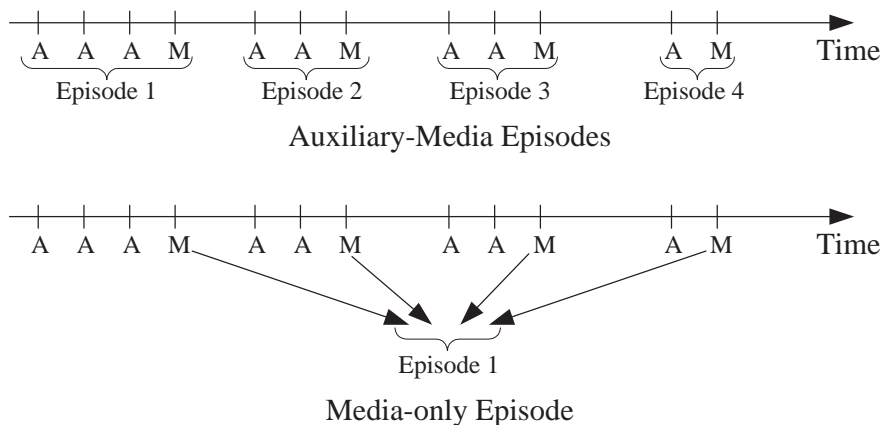 A A A M A A M A A M A M Time
Episode 1 Episode 2 Episode 3 Episode 4
Auxiliary-Media Episodes
A A A M A A M A A M A M Time
Episode 1
Media-only Episode